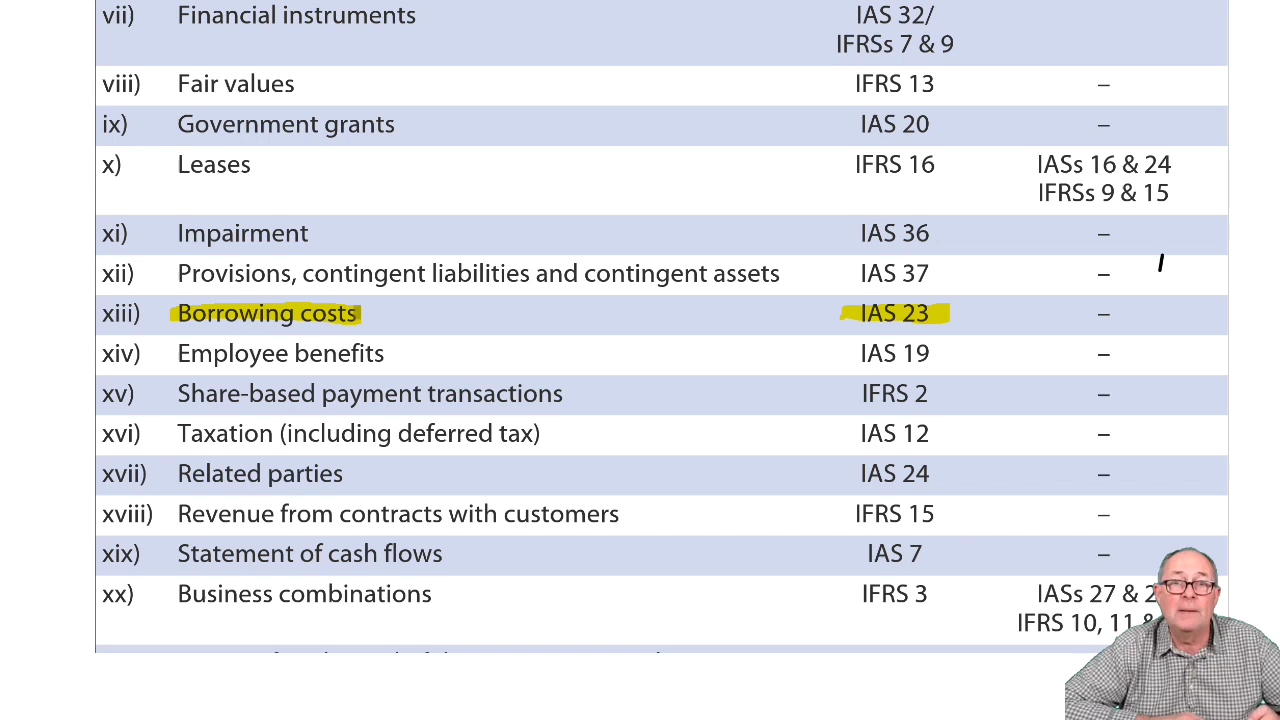 vii) Financial instruments IAS 32/
IFRSs 7 & 9
viii) Fair values IFRS 13 –
ix) Government grants IAS 20 –
x) Leases IFRS 16 IASs 16 & 24
IFRSs 9 & 15
xi) Impairment IAS 36 –
xii) Provisions, contingent liabilities and contingent assets IAS 37 –
xiii) Borrowing costs IAS 23 –
xiv) Employee benefits IAS 19 –
xv) Share-based payment transactions IFRS 2 –
xvi) Taxation (including deferred tax) IAS 12 –
xvii) Related parties IAS 24 –
xviii) Revenue from contracts with customers IFRS 15 –
xix) Statement of cash flows IAS 7 –
xx) Business combinations IFRS 3 IASs 27 &
IFRS 10, 11